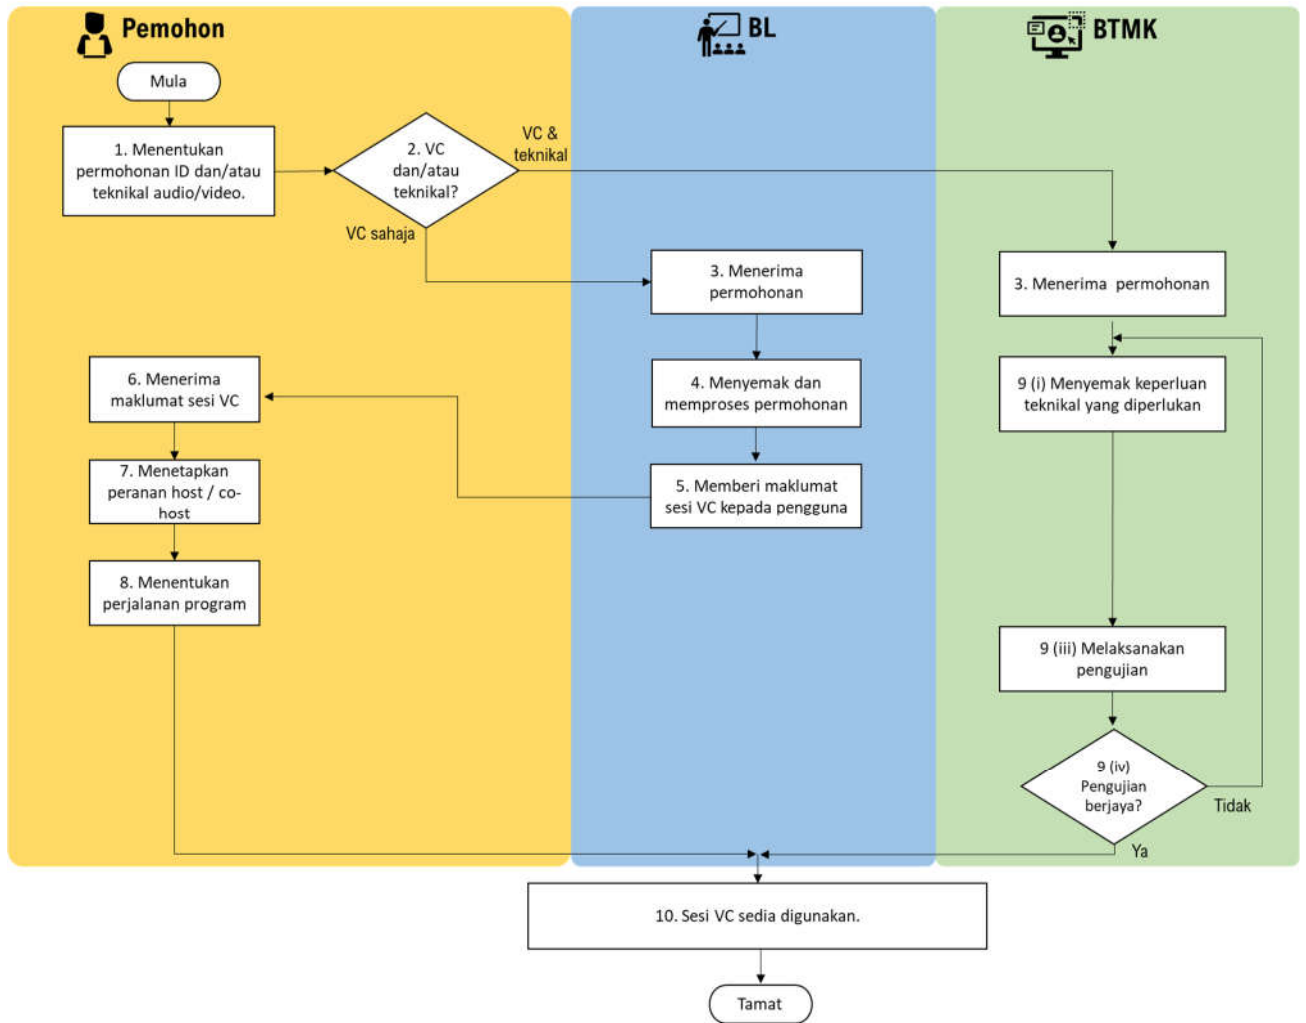 Pemohon
BL
BTMK
Mula
1. Menentukan
permohonan ID dan/atau
teknikal audio/video.
2. VC
dan/atau
teknikal?
VC &
teknikal
VC sahaja
3. Menerima
permohonan
3. Menerima permohonan
6. Menerima
maklumat sesi VC
4. Menyemak dan
memproses permohonan
9 (i) Menyemak keperluan
teknikal yang diperlukan
7. Menetapkan
peranan host / co-
host
5. Memberi maklumat
sesi VC kepada pengguna
8. Menentukan
perjalanan program
9 (iii) Melaksanakan
pengujian
9 (iv)
Pengujian
berjaya?
Tidak
Ya
10. Sesi VC sedia digunakan.
Tamat